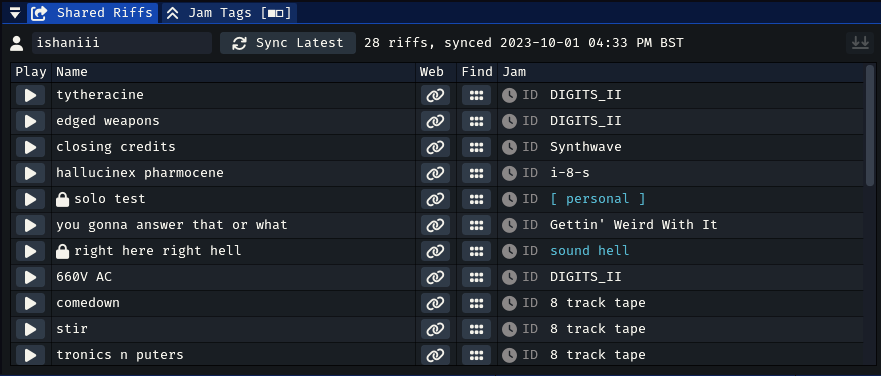 Shared Riffs Jam Tags [■□]
ishaniii Sync Latest 28 riffs, synced 2023-10-01 04:33 PM BST
Play Name Web Find Jam
tytheracine ID DIGITS_II
edged weapons ID DIGITS_II
closing credits ID Synthwave
hallucinex pharmocene ID i-8-s
solo test ID [ personal ]
you gonna answer that or what ID Gettin' Weird With It
right here right hell ID sound hell
660V AC ID DIGITS_II
comedown ID 8 track tape
stir ID 8 track tape
tronics n puters ID 8 track tape